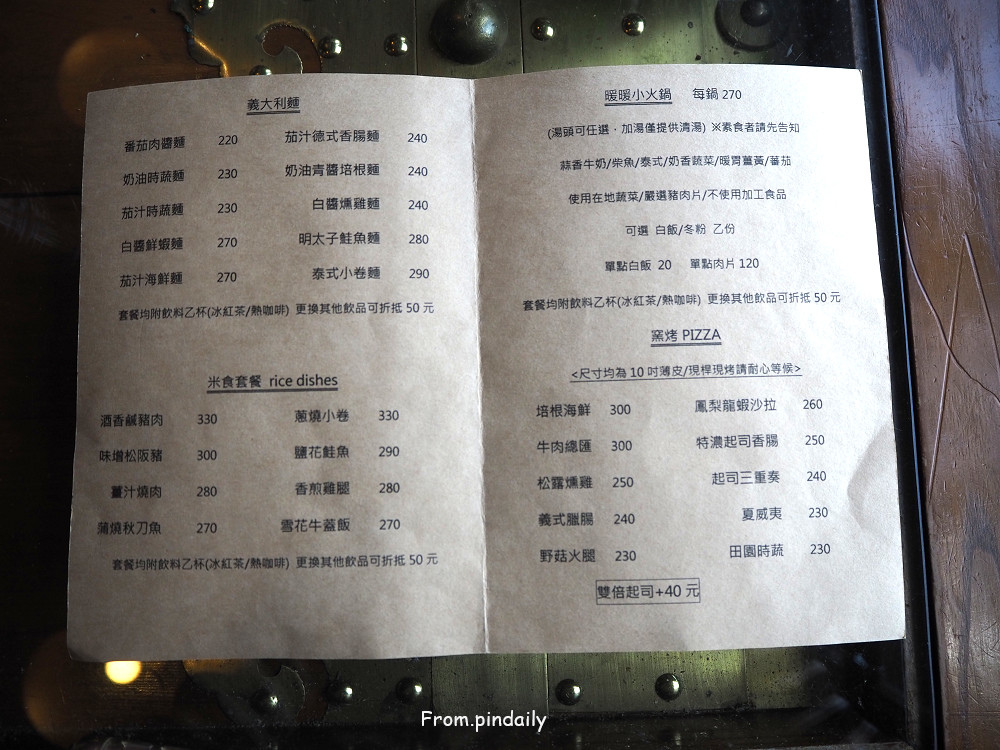 義大利麵
番茄肉醬麵 220 茄汁德式香腸麵 240
奶油時蔬麵 230 奶油青醬培根麵 240
茄汁時蔬麵 230 白醬燻雞麵 240
白醬鮮蝦麵 270 明太子鮭魚麵 280
茄汁海鮮麵 270 泰式小卷麵 290
套餐均附飲料乙杯(冰紅茶/熱咖啡) 更換其他飲品可折抵 50 元
米食套餐 rice dishes
酒香鹹豬肉 330 蔥燒小卷 330
味增松阪豬 300 鹽花鮭魚 290
薑汁燒肉 280 香煎雞腿 280
蒲燒秋刀魚 270 雪花牛蓋飯 270
套餐均附飲料乙杯(冰紅茶/熱咖啡) 更換其他飲品可折抵 50 元
暖暖小火鍋 每鍋 270
(湯頭可任選．加湯僅提供清湯) ※素食者請先告知
蒜香牛奶/柴魚/泰式/奶香蔬菜/暖胃薑黃/蕃茄
使用在地蔬菜/嚴選豬肉片/不使用加工食品
可選 白飯/冬粉 乙份
單點白飯 20 單點肉片 120
套餐均附飲料乙杯(冰紅茶/熱咖啡) 更換其他飲品可折抵 50 元
窯烤 PIZZA
<尺寸均為 10 吋薄皮/現桿現烤請耐心等候>
培根海鮮 300 鳳梨龍蝦沙拉 260
牛肉總匯 300 特濃起司香腸 250
松露燻雞 250 起司三重奏 240
義式臘腸 240 夏威夷 230
野菇火腿 230 田園時蔬 230
雙倍起司+40 元
From.pindaily